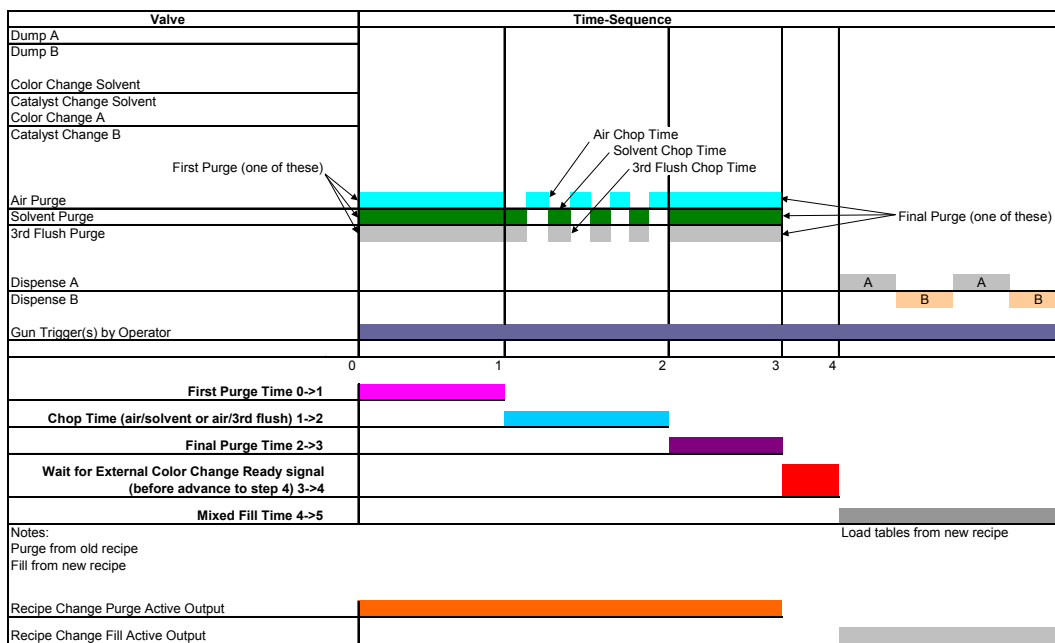 Valve
Time-Sequence
Dump A
Dump B
Color Change Solvent
Catalyst Change Solvent
Color Change A
Catalyst Change B
Air Chop Time
Solvent Chop Time
3rd Flush Chop Time
First Purge (one of these)
Air Purge
Solvent Purge
3rd Flush Purge
Final Purge (one of these)
Dispense A
A A
Dispense B
B B
Gun Trigger(s) by Operator
0 1 2 3 4
First Purge Time 0->1
Chop Time (air/solvent or air/3rd flush) 1->2
Final Purge Time 2->3
Wait for External Color Change Ready signal
(before advance to step 4) 3->4
Mixed Fill Time 4->5
Notes:
Load tables from new recipe
Purge from old recipe
Fill from new recipe
Recipe Change Purge Active Output
Recipe Change Fill Active Output